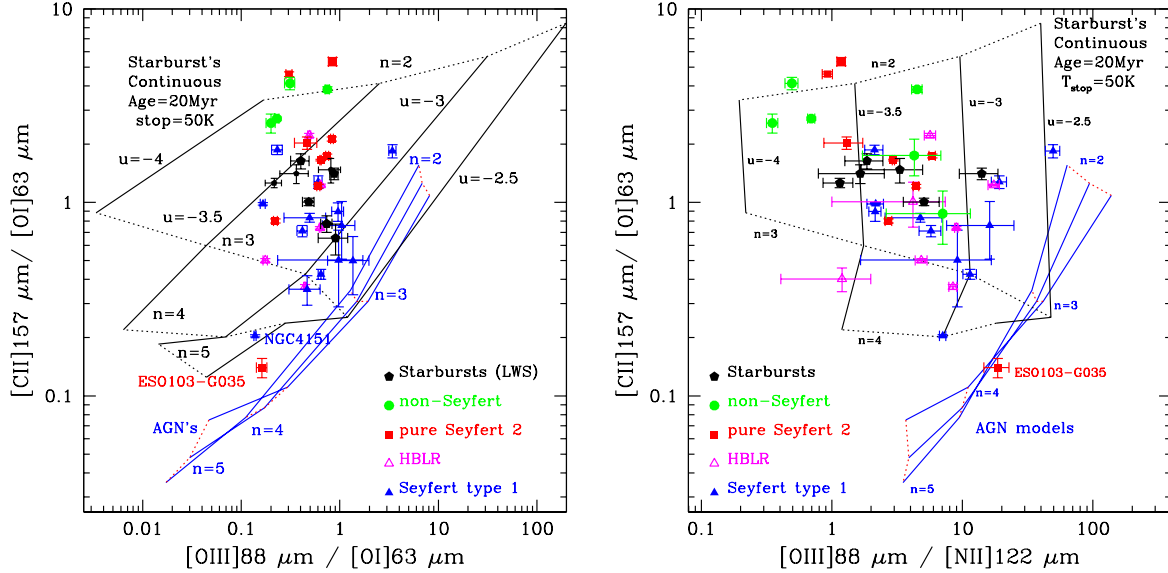 10
1
0.1
[CII]157 μm/ [OI]63 μm
Starburst's
Continuous
Age=20Myr
stop=50K
n=2
u=−4
u=−3
n=2
u=−2.5
u=−3.5
n=3
n=3
n=4
n=5
NGC4151
ESO103−G035
AGN's
n=4
n=5
Starbursts (LWS)
non−Seyfert
pure Seyfert 2
HBLR
Seyfert type 1
0.01
0.1
1
10
100
[OIII]88 μm / [OI]63 μm
10
1
0.1
[CII]157 μm/ [OI]63 μm
Starburst's
Continuous
Age=20Myr
Tstop=50K
n=2
u=−3.5
u=−3
u=−2.5
u=−4
n=2
n=3
n=3
n=4
ESO103−G035
n=4
AGN models
n=5
Starbursts
non−Seyfert
pure Seyfert 2
HBLR
Seyfert type 1
0.1
1
10
100
[OIII]88 μm / [NII]122 μm